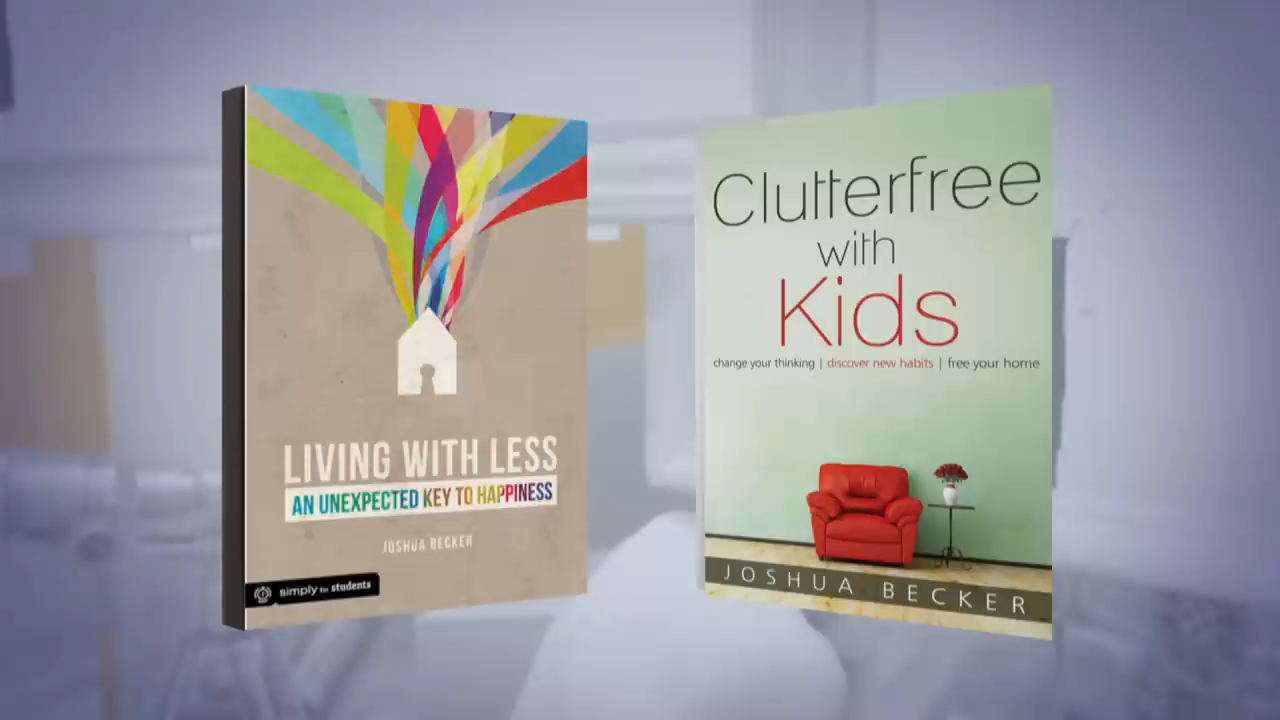 LIVING WITH LESS
AN UNEXPECTED KEY TO HAPPINESS
JOSHUA BECKER
simply for students
Clutterfree
with
Kids
change your thinking | discover new habits | free your home
JOSHUA BECKER